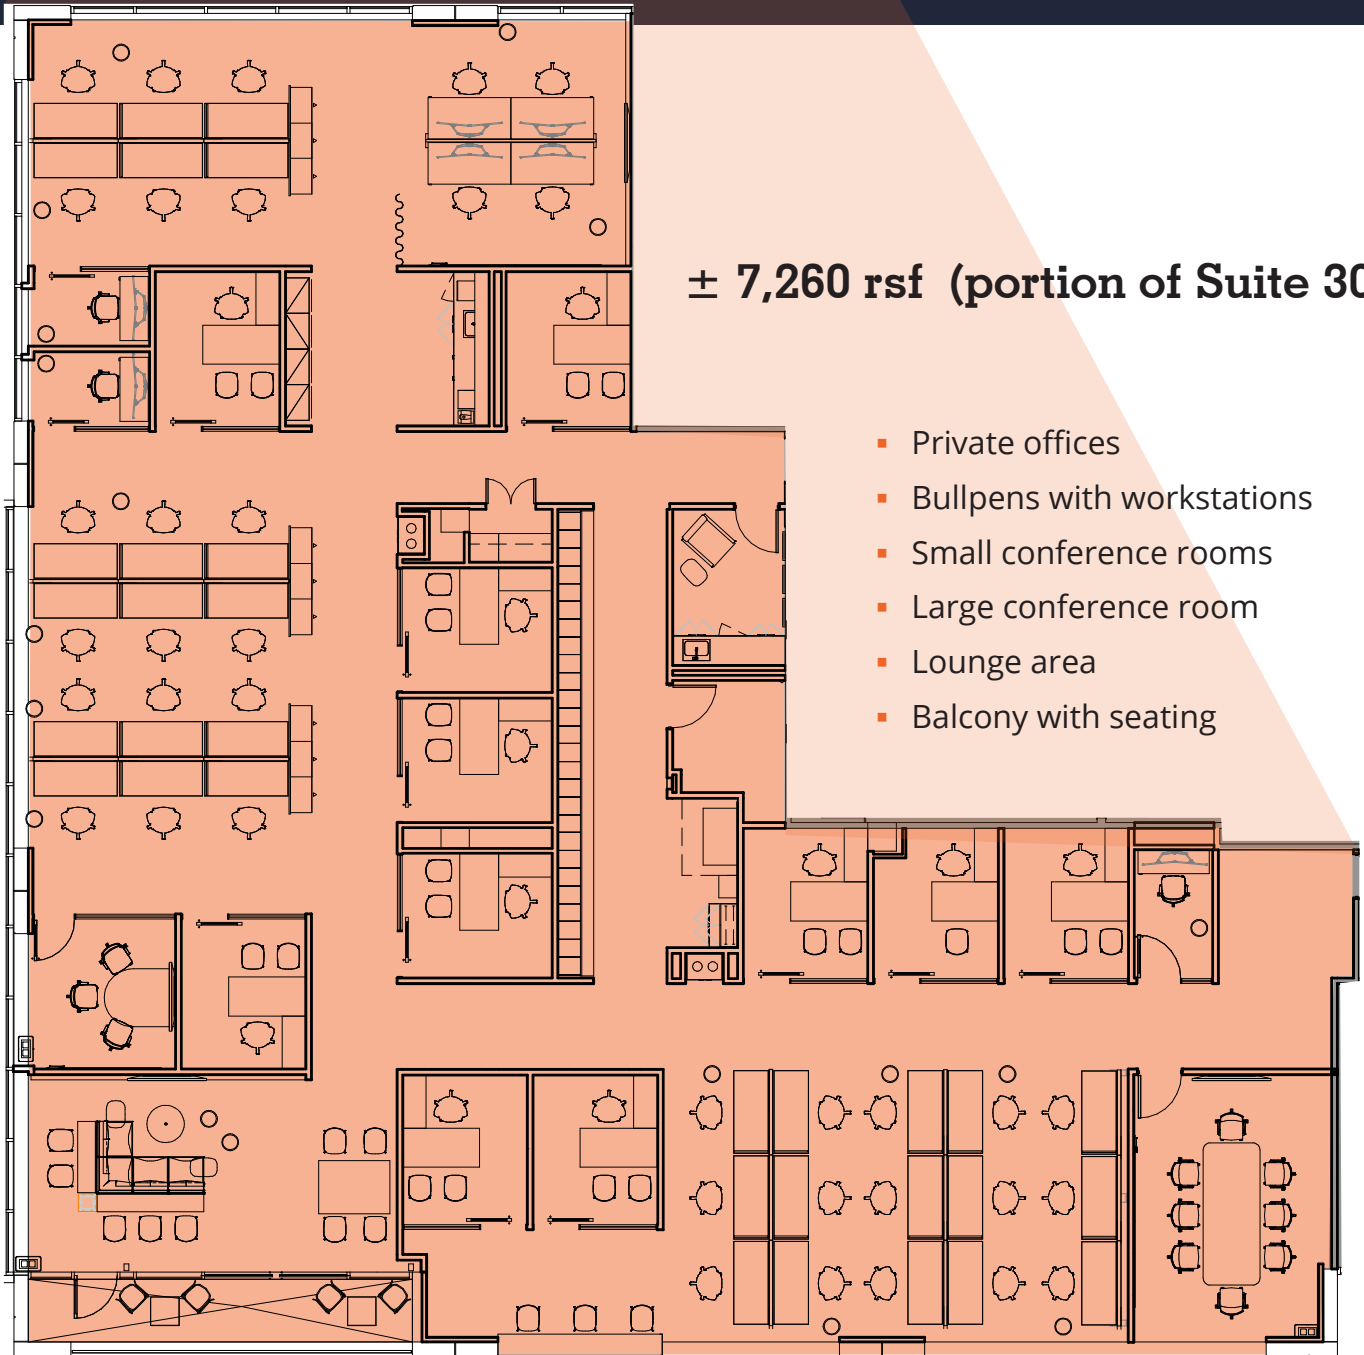 ± 7,260 rsf (portion of Suite 30
▪ Private offices
▪ Bullpens with workstations
▪ Small conference rooms
▪ Large conference room
▪ Lounge area
▪ Balcony with seating